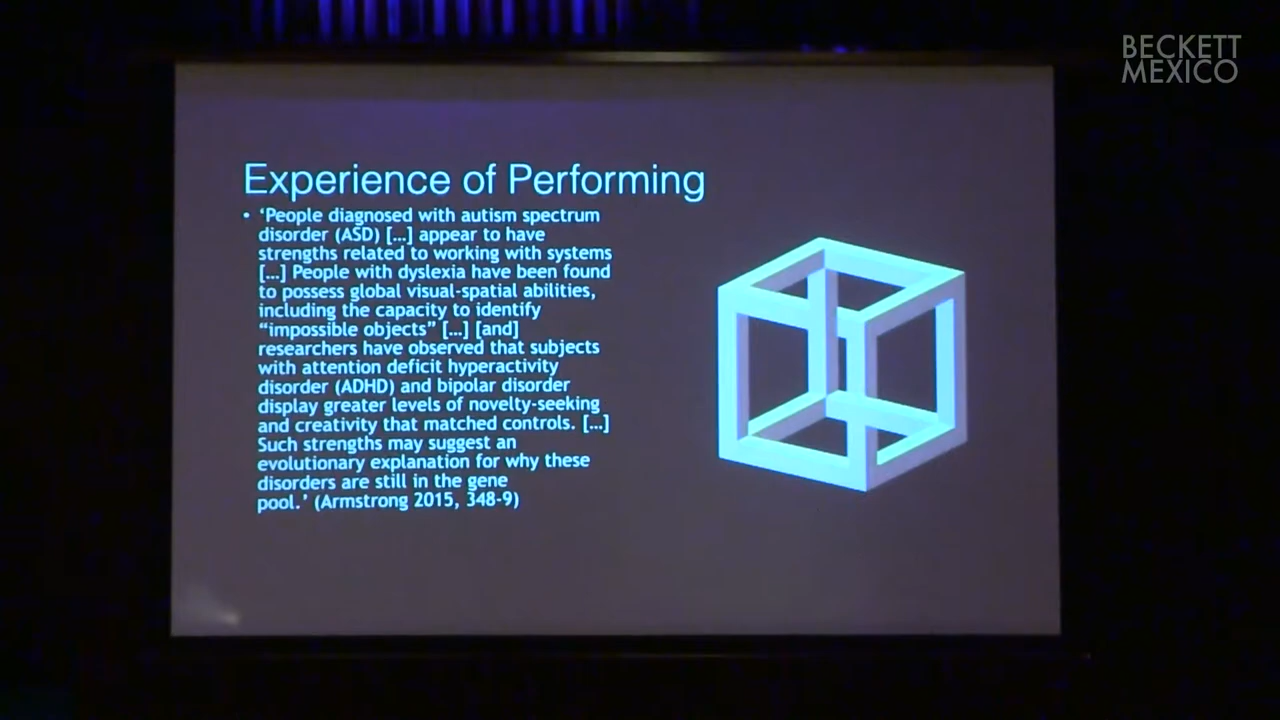 BECKETT
MEXICO
Experience of Performing
• ‘People diagnosed with autism spectrum
disorder (ASD) […] appear to have
strengths related to working with systems
[…] People with dyslexia have been found
to possess global visual-spatial abilities,
including the capacity to identify
“impossible objects” […] [and]
researchers have observed that subjects
with attention deficit hyperactivity
disorder (ADHD) and bipolar disorder
display greater levels of novelty-seeking
and creativity that matched controls. […]
Such strengths may suggest an
evolutionary explanation for why these
disorders are still in the gene
pool.’ (Armstrong 2015, 348-9)